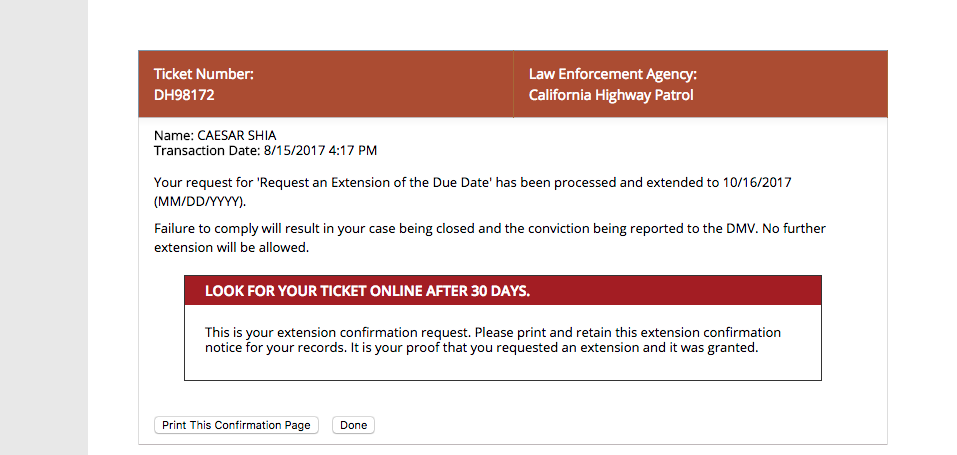 Ticket Number:
DH98172
Law Enforcement Agency:
California Highway Patrol
Name: CAESAR SHIA
Transaction Date: 8/15/2017 4:17 PM
Your request for 'Request an Extension of the Due Date' has been processed and extended to 10/16/2017
(MM/DD/YYYY).
Failure to comply will result in your case being closed and the conviction being reported to the DMV. No further
extension will be allowed.
LOOK FOR YOUR TICKET ONLINE AFTER 30 DAYS.
This is your extension confirmation request. Please print and retain this extension confirmation
notice for your records. It is your proof that you requested an extension and it was granted.
Print This Confirmation Page
Done